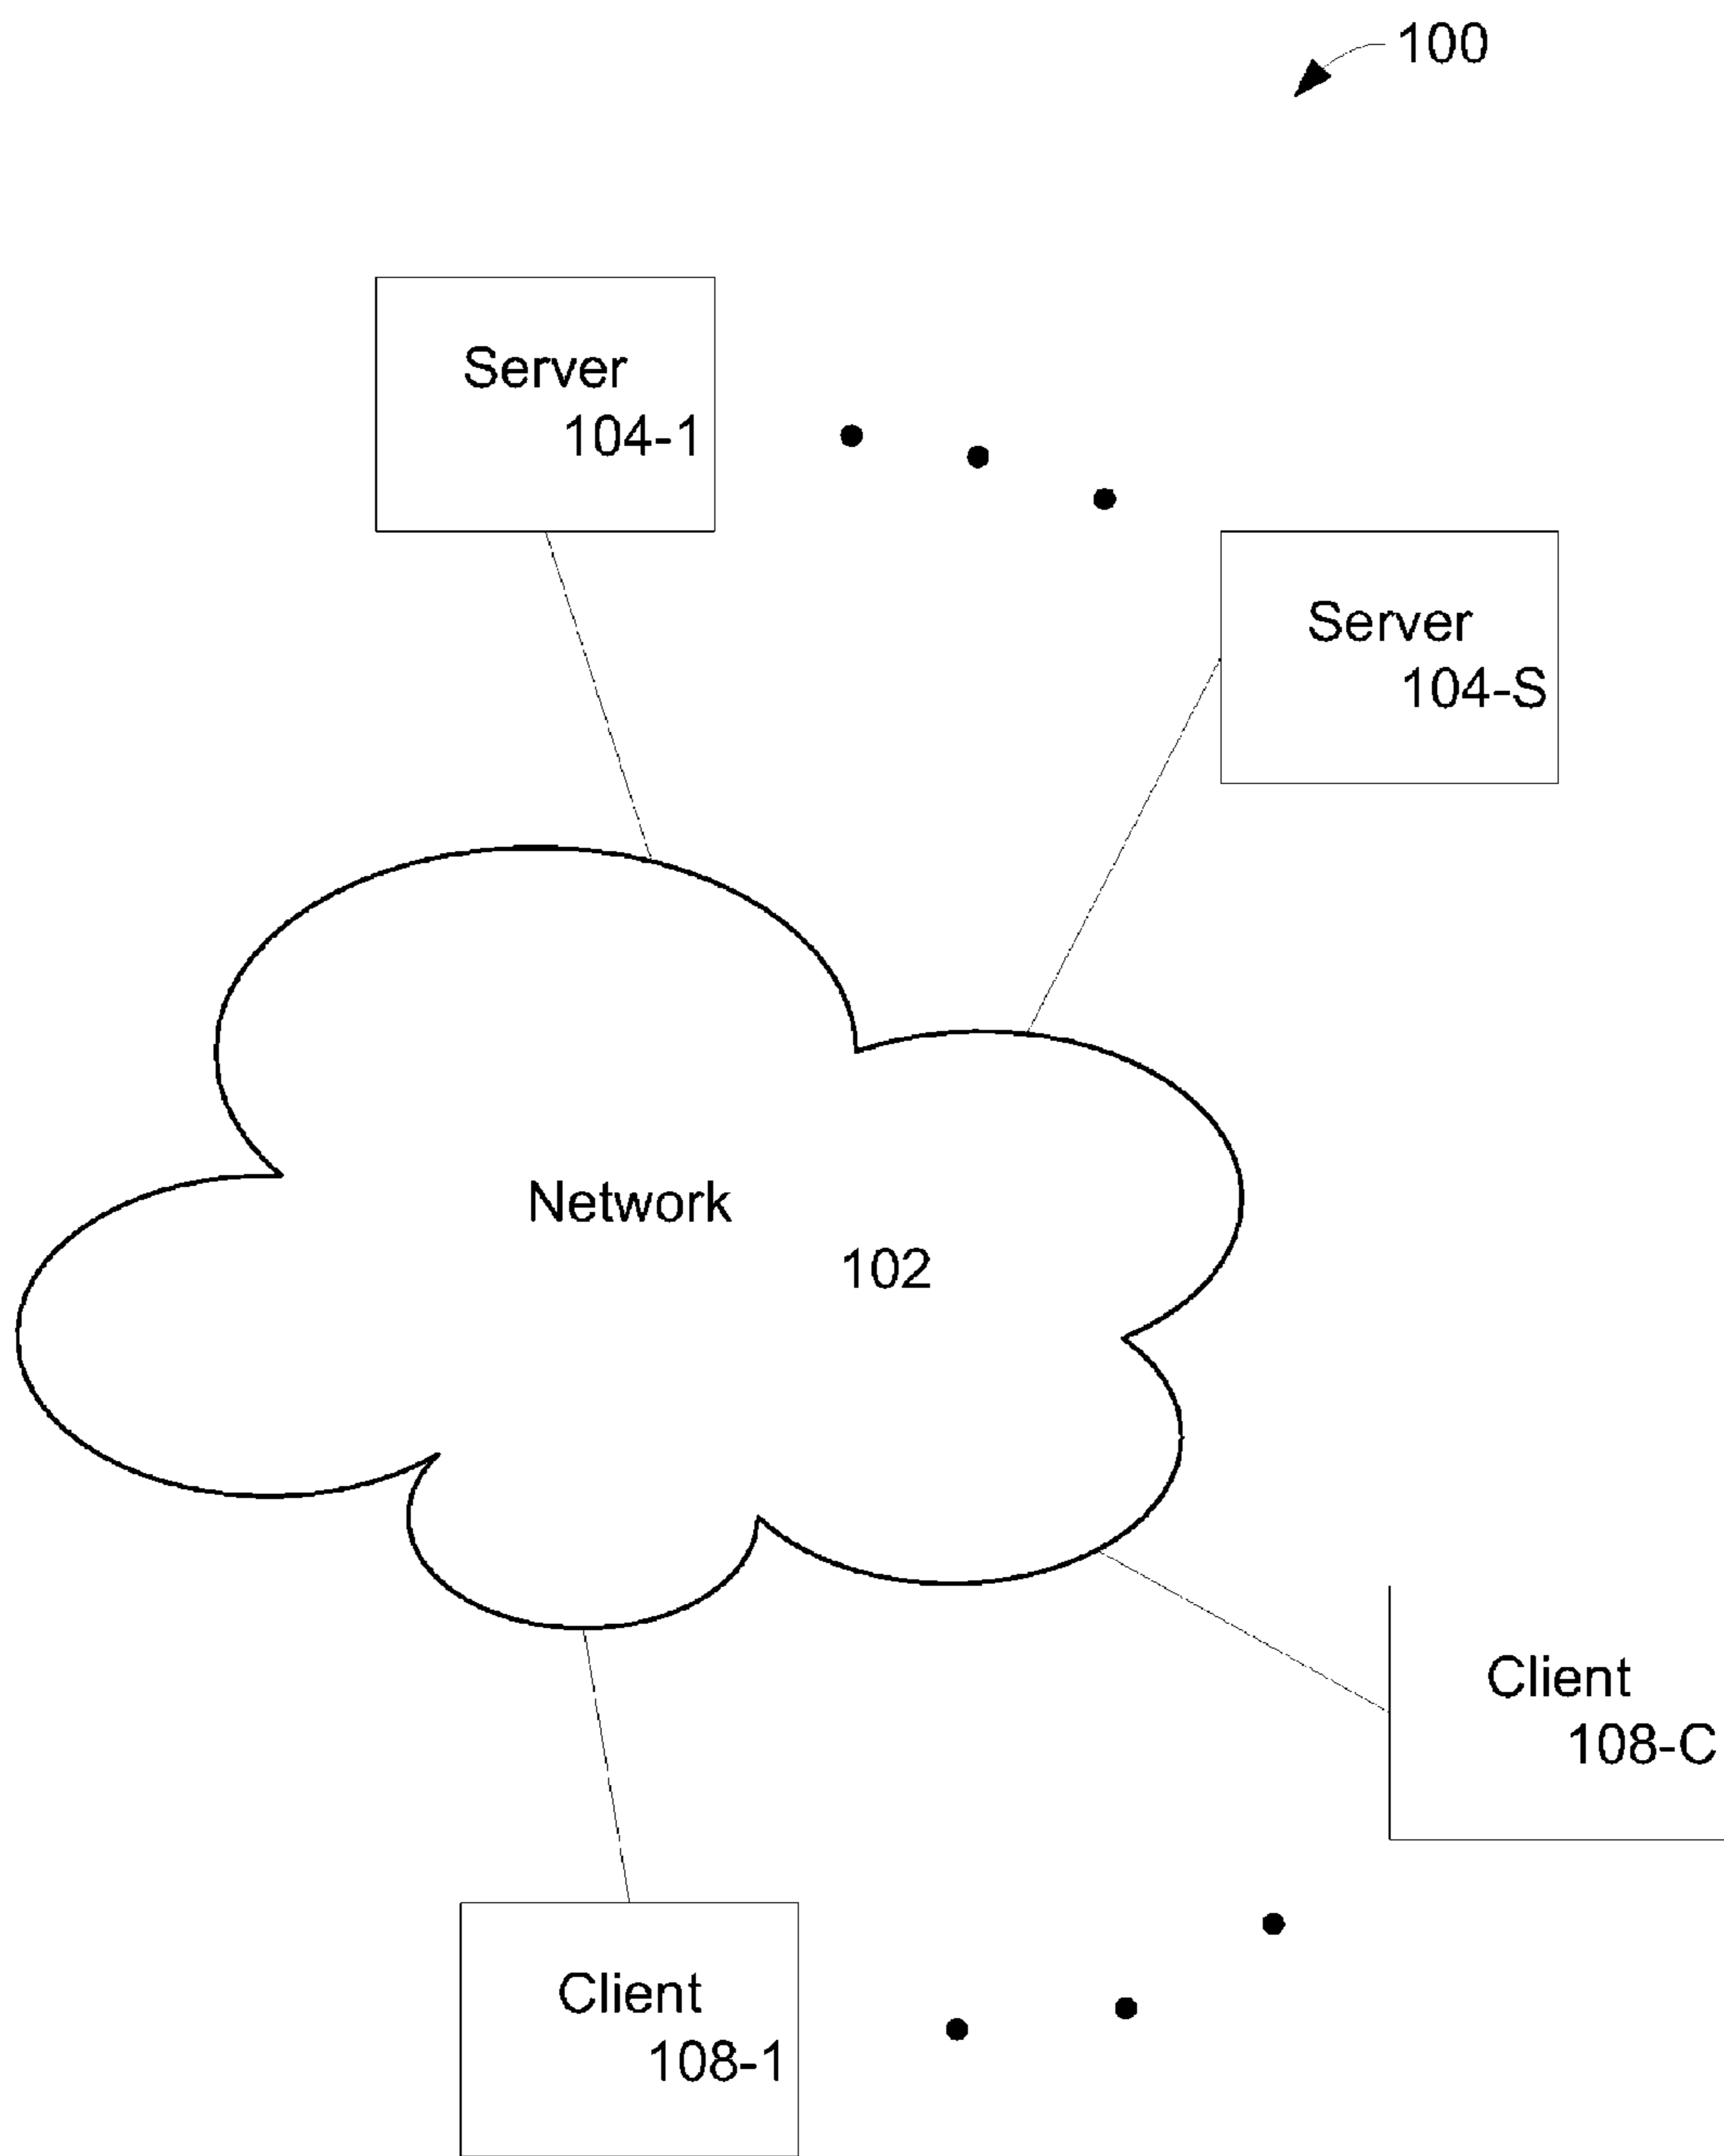 100
Server
104-1
Server
104-S
Network
102
Client
108-C
Client
108-1